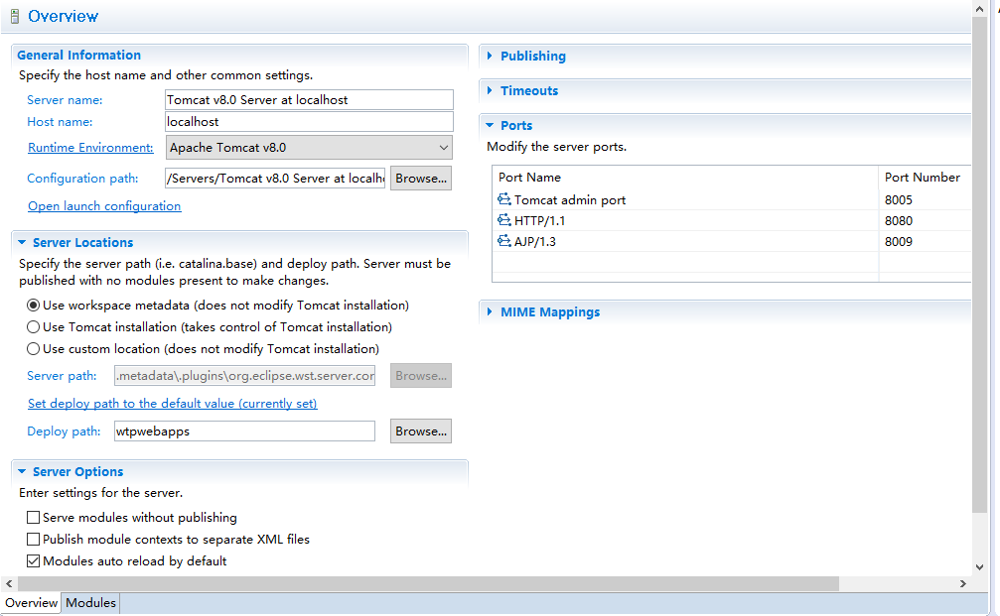 Overview
General Information
Specify the host name and other common settings.
Server name: Tomcat v8.0 Server at localhost
Host name: localhost
Runtime Environment: Apache Tomcat v8.0
Configuration path: /Servers/Tomcat v8.0 Server at localh Browse...
Open launch configuration
Server Locations
Specify the server path (i.e. catalina.base) and deploy path. Server must be
published with no modules present to make changes.
Use workspace metadata (does not modify Tomcat installation)
Use Tomcat installation (takes control of Tomcat installation)
Use custom location (does not modify Tomcat installation)
Server path: .metadata\.plugins\org.eclipse.wst.server.cor Browse...
Set deploy path to the default value (currently set)
Deploy path: wtpwebapps Browse...
Server Options
Enter settings for the server.
Serve modules without publishing
Publish module contexts to separate XML files
Modules auto reload by default
Publishing
Timeouts
Ports
Modify the server ports.
Port Name Port Number
Tomcat admin port 8005
HTTP/1.1 8080
AJP/1.3 8009
MIME Mappings
Overview Modules